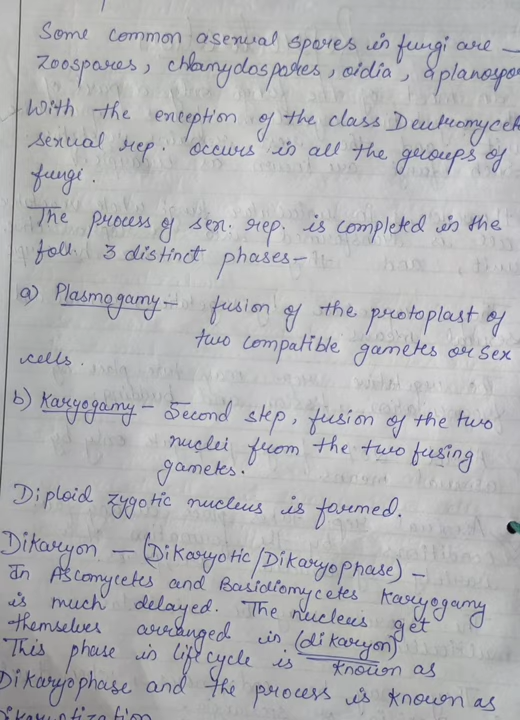 Some common asexual spores in fungi are –
Zoospores, chlamydospores, oidia, aplanospo
With the exception of the class Deutromycet
sexual rep. occurs in all the groups of
fungi.
The process of sex. rep. is completed in the
foll. 3 distinct phases–
a) Plasmogamy – fusion of the protoplast of
two compatible gametes or sex
cells.
b) Karyogamy – Second step, fusion of the two
nuclei from the two fusing
gametes.
Diploid zygotic nucleus is formed.
Dikaryon – (Dikaryotic/Dikaryophase) –
In Ascomycetes and Basidiomycetes Karyogamy
is much delayed. The nucleus get
themselves arranged in (dikaryon)
This phase in life cycle is known as
Dikaryophase and the process is known as